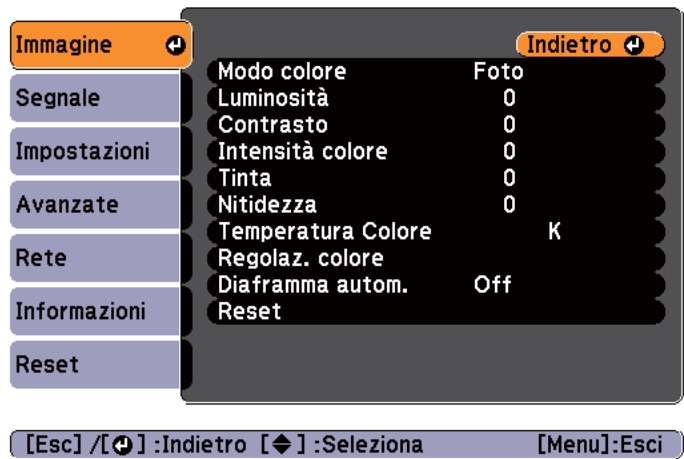 Immagine
Segnale
Impostazioni
Avanzate
Rete
Informazioni
Reset
Indietro
Modo colore Foto
Luminosità 0
Contrasto 0
Intensità colore 0
Tinta 0
Nitidezza 0
Temperatura Colore K
Regolaz. colore
Diaframma autom. Off
Reset
[Esc] /[⏎] :Indietro [◆] :Seleziona [Menu]:Esci